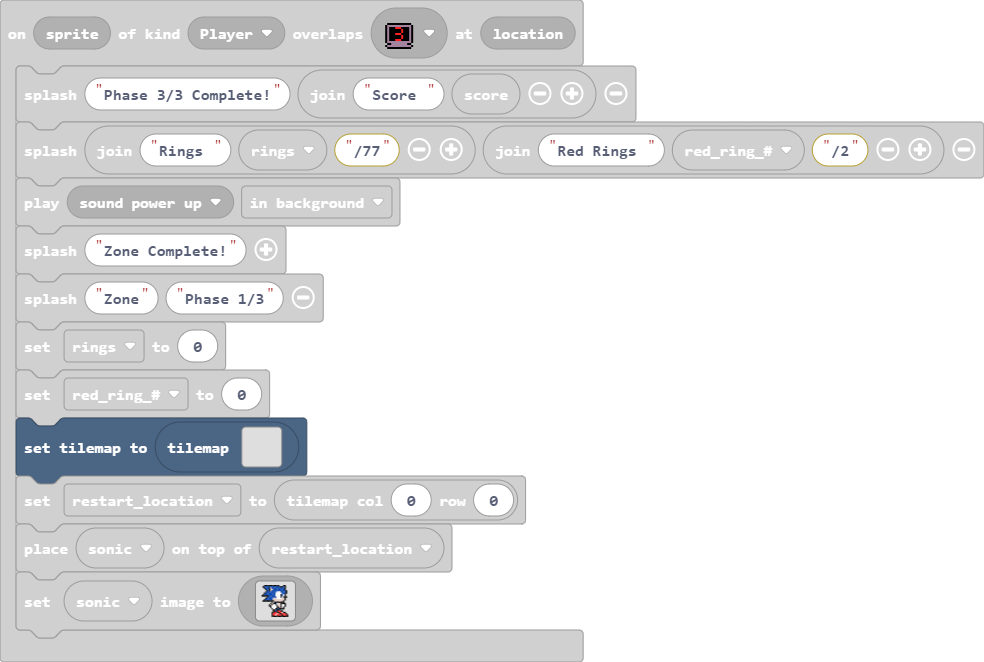 on sprite of kind Player overlaps 3 at location
splash "Phase 3/3 Complete!" join "Score " score
splash join "Rings " rings "/77" join "Red Rings " red_ring_# "/2"
play sound power up in background
splash "Zone Complete!"
splash "Zone" "Phase 1/3"
set rings to 0
set red_ring_# to 0
set tilemap to tilemap
set restart_location to tilemap col 0 row 0
place sonic on top of restart_location
set sonic image to